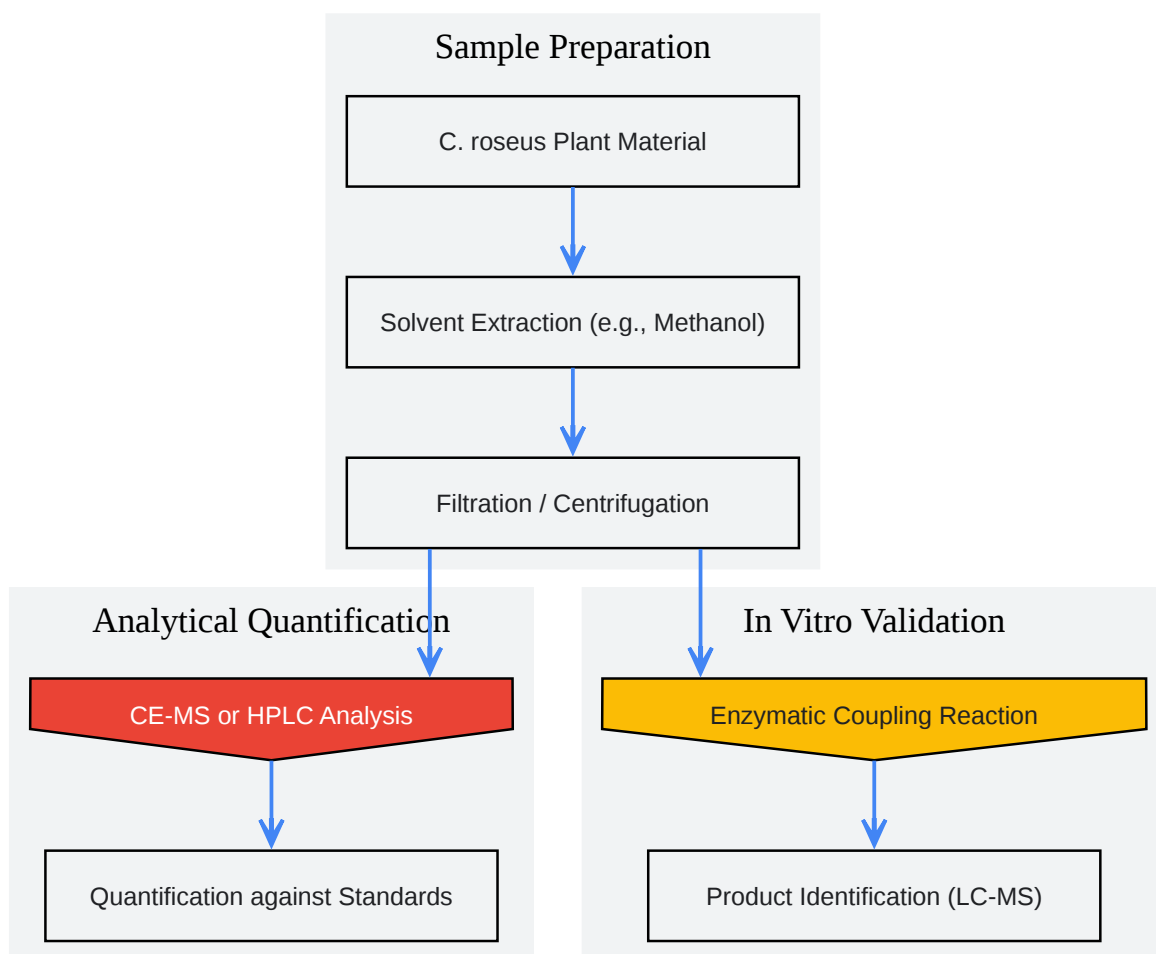 Sample Preparation
C. roseus Plant Material
Solvent Extraction (e.g., Methanol)
Filtration / Centrifugation
Analytical Quantification
CE-MS or HPLC Analysis
Quantification against Standards
In Vitro Validation
Enzymatic Coupling Reaction
Product Identification (LC-MS)